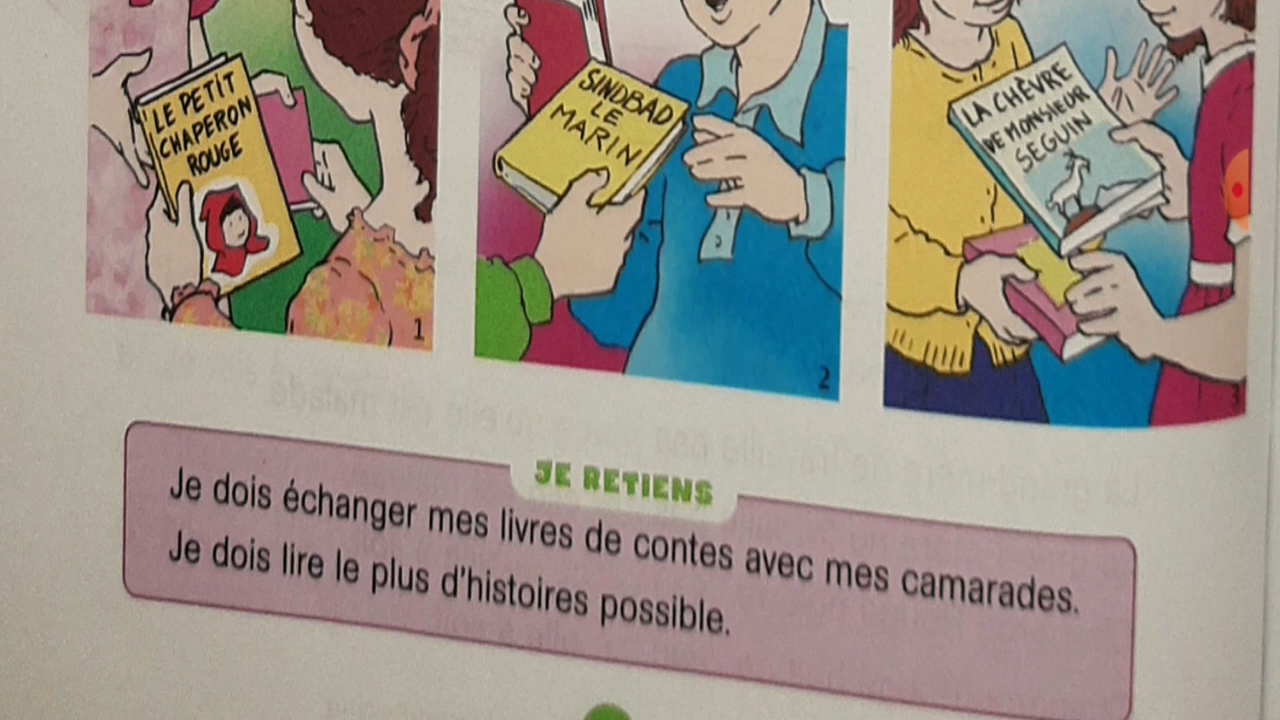 LE PETIT
CHAPERON
ROUGE
1
SINDBAD
LE
MARIN
2
LA CHÈVRE
DE MONSIEUR
SEGUIN
3
JE RETIENS
Je dois échanger mes livres de contes avec mes camarades.
Je dois lire le plus d'histoires possible.